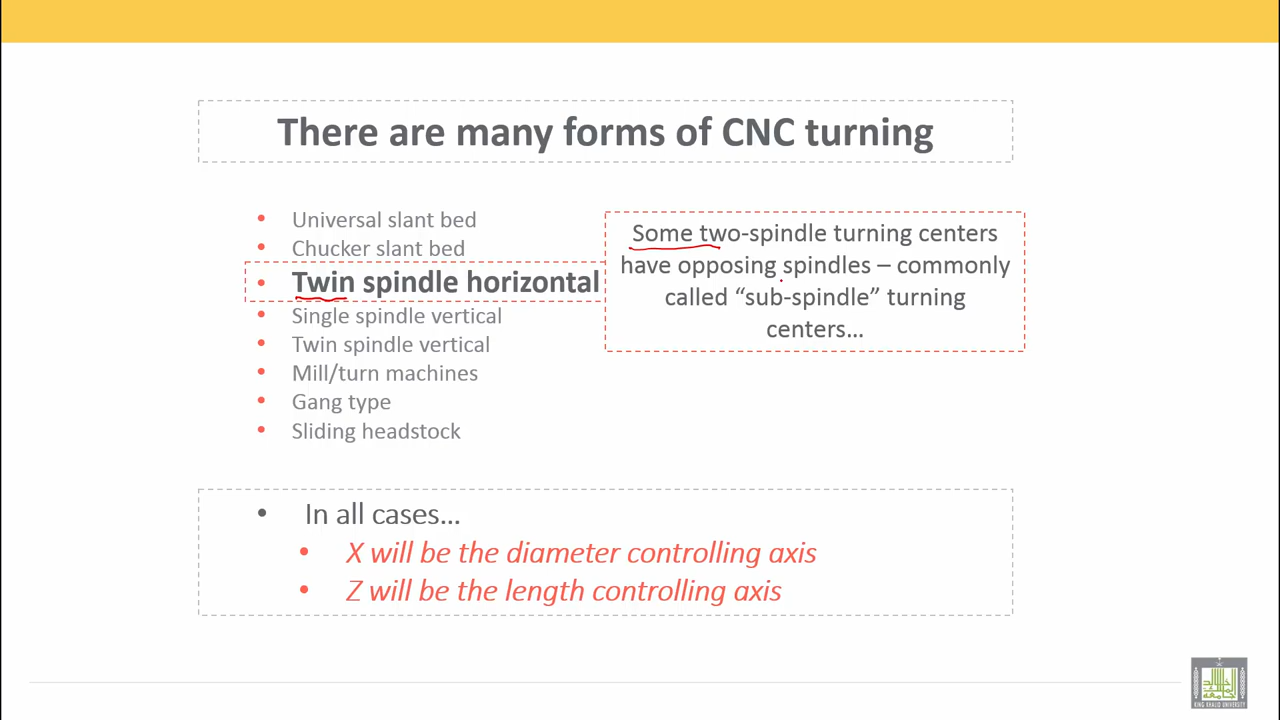 There are many forms of CNC turning
• Universal slant bed
• Chucker slant bed
• Twin spindle horizontal
• Single spindle vertical
• Twin spindle vertical
• Mill/turn machines
• Gang type
• Sliding headstock
Some two-spindle turning centers
have opposing spindles – commonly
called “sub-spindle” turning
centers…
• In all cases…
• X will be the diameter controlling axis
• Z will be the length controlling axis
KING KHALID UNIVERSITY